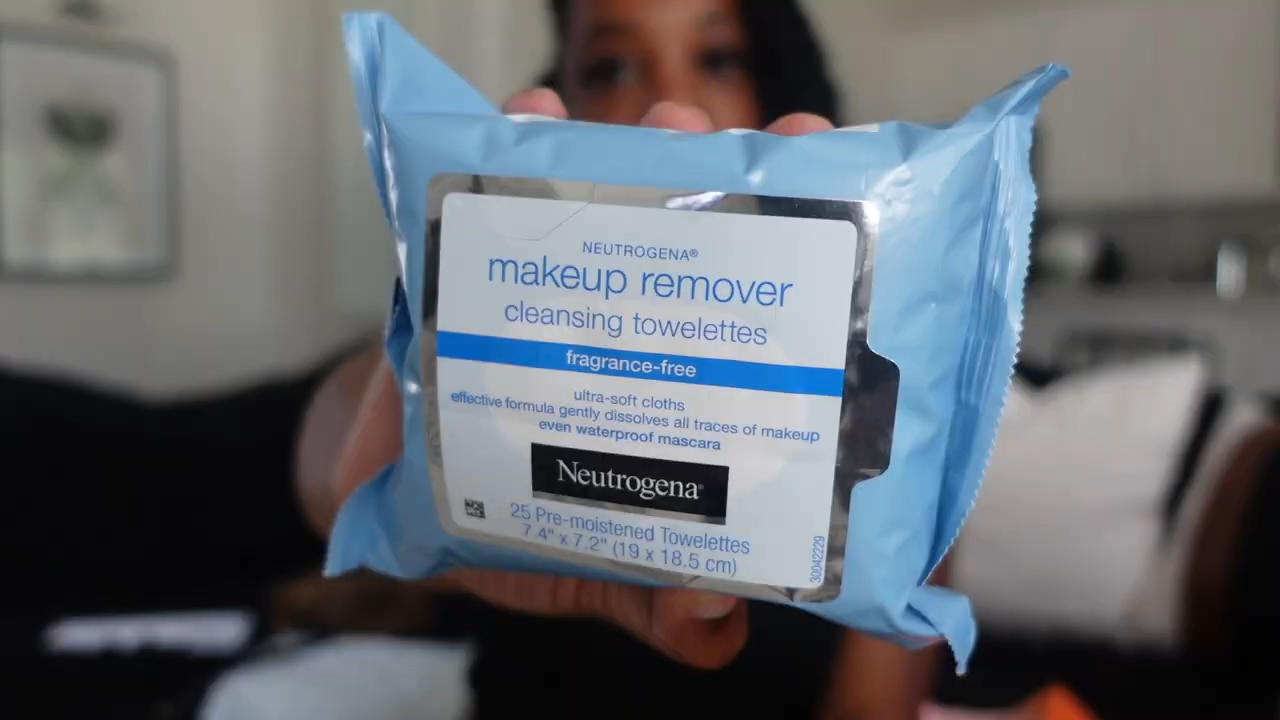 NEUTROGENA®
makeup remover
cleansing towelettes
fragrance-free
ultra-soft cloths
effective formula gently dissolves all traces of makeup
even waterproof mascara
Neutrogena®
25 Pre-moistened Towelettes
7.4" x 7.2" (19 x 18.5 cm)
30042229